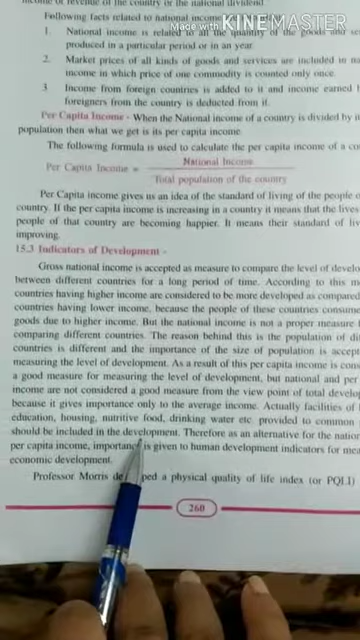 income or revenue of the country or the national dividend
Following facts related to national income
Made with KINEMASTER
1. National income is related to all the quantity of the goods and se
produced in a particular period or in an year.
2. Market prices of all kinds of goods and services are included in na
income in which price of one commodity is counted only once.
3 Income from foreign countries is added to it and income earned b
foreigners from the country is deducted from it.
Per Capita Income - When the National income of a country is divided by it
population then what we get is its per capita income
The following formula is used to calculate the per capita income of a co
Per Capita Income = National Income
Total population of the country
Per Capita income gives us an idea of the standard of living of the people o
country. If the per capita income is increasing in a country it means that the lives
people of that country are becoming happier. It means their standard of liv
improving.
15.3 Indicators of Development -
Gross national income is accepted as measure to compare the level of develo
between different countries for a long period of time. According to this m
countries having higher income are considered to be more developed as compared
countries having lower income, because the people of these countries consume
goods due to higher income. But the national income is not a proper measure
comparing different countries. The reason behind this is the population of di
countries is different and the importance of the size of population is accept
measuring the level of development. As a result of this per capita income is cons
a good measure for measuring the level of development, but national and per
income are not considered a good measure from the view point of total develop
because it gives importance only to the average income. Actually facilities of
education, housing, nutritive food, drinking water etc. provided to common
should be included in the development. Therefore as an alternative for the nation
per capita income, importance is given to human development indicators for mea
economic development.
Professor Morris de ped a physical quality of life index (or PQLI)
260